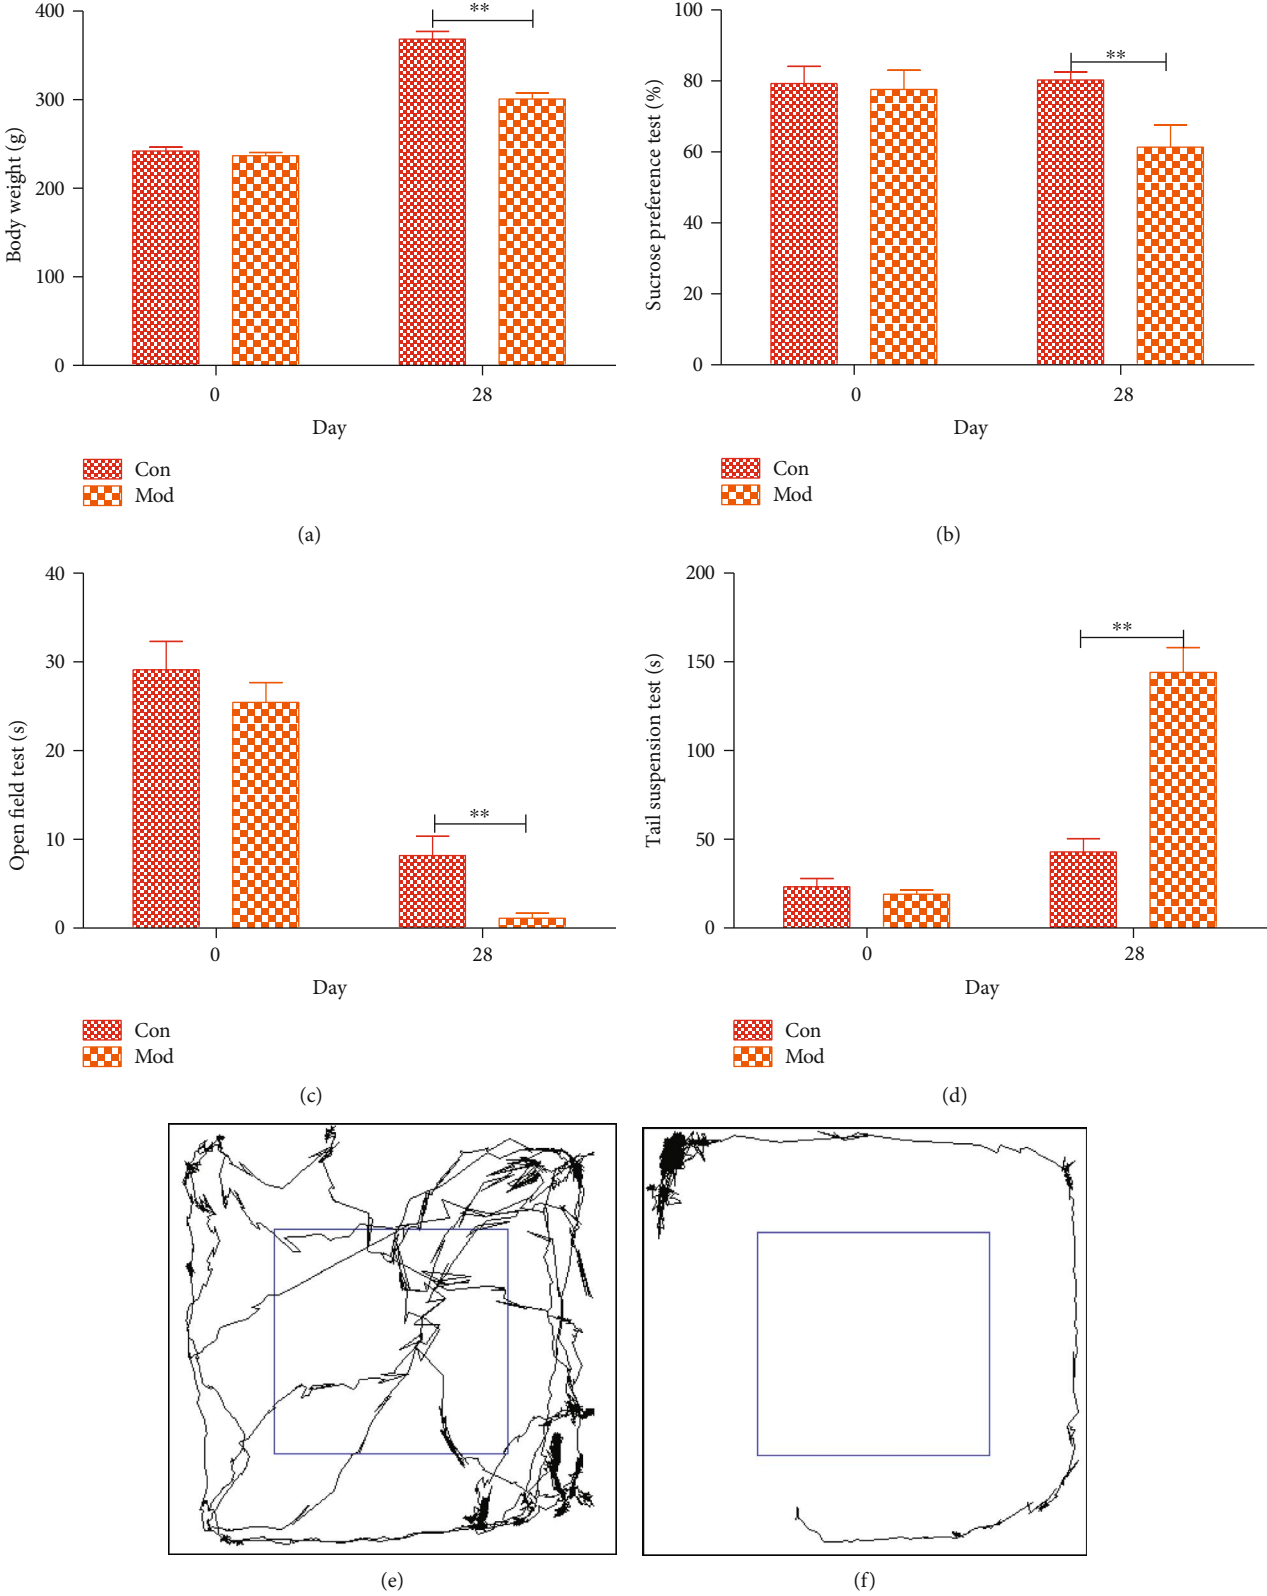 400
300
200
100
0
Body weight (g)
**
0
28
Day
Con
Mod
(a)
100
80
60
40
20
0
Sucrose preference test (%)
**
0
28
Day
Con
Mod
(b)
40
30
20
10
0
Open field test (s)
**
0
28
Day
Con
Mod
(c)
200
150
100
50
0
Tail suspension test (s)
**
0
28
Day
Con
Mod
(d)
(e)
(f)